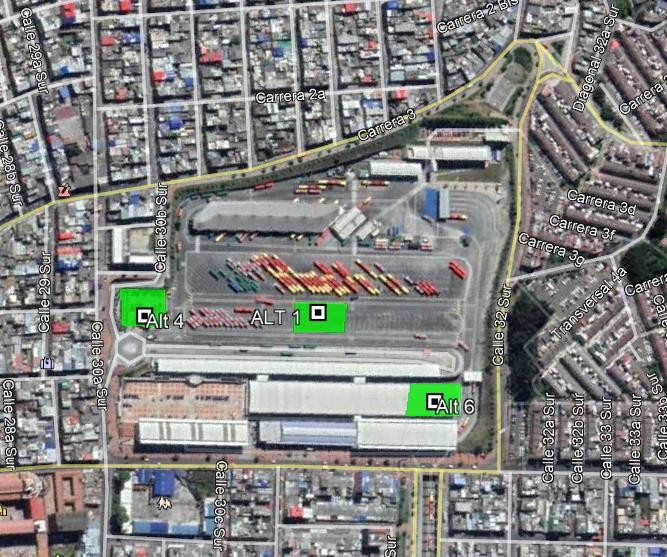 Carrera 2 Bis
Calle 29a Sur
Diagonal 32a Sur
Carrera 2a
Carrera
Carrera 3
Calle 28b Sur
Calle 30b Sur
Carrera 3d
Carrera 3f
Carrera 3g
Calle 29 Sur
Transversal 4a
Carrera
Alt 4
ALT 1
Calle 32 Sur
Calle 30a Sur
Alt 6
Calle 28a Sur
Calle 32a Sur
Calle 32b Sur
Calle 33 Sur
Calle 33a Sur
Calle 30c Sur
Sur